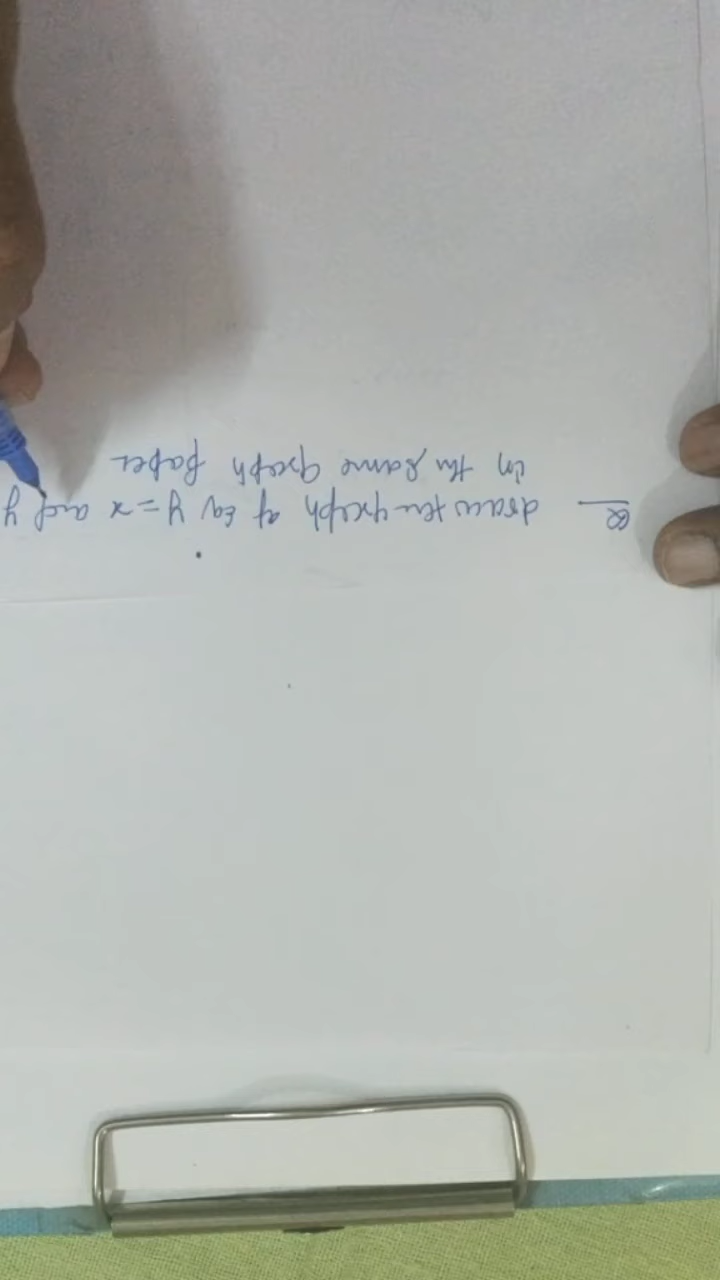 Q draw the graph of Eq y = x and y
in the same graph paper